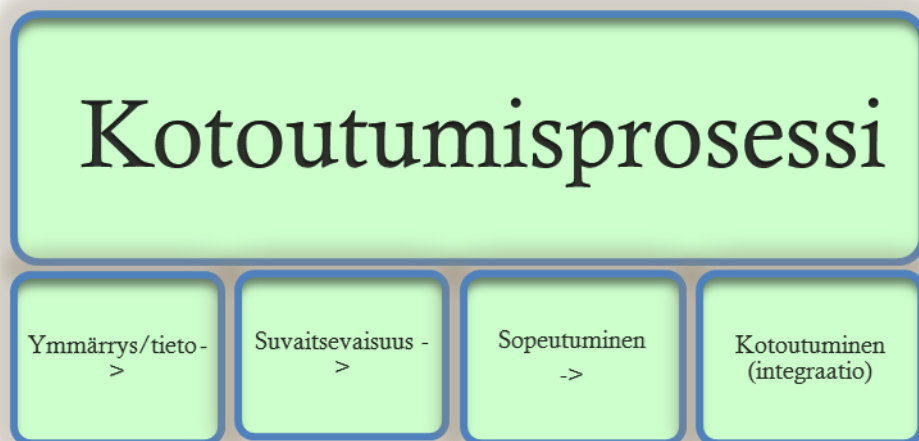 Kotoutumisprosessi
Ymmärrys/tieto-
>
Suvaitsevaisuus -
>
Sopeutuminen
->
Kotoutuminen
(integraatio)